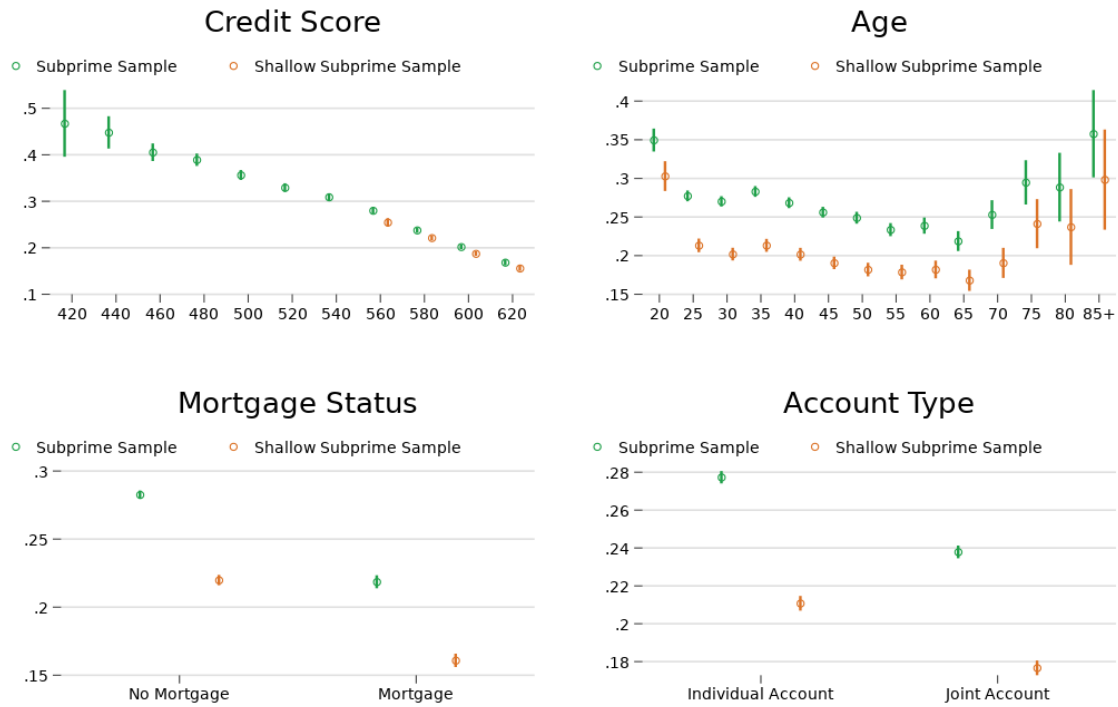 Credit Score
Subprime Sample Shallow Subprime Sample
.5
.4
.3
.2
.1
420 440 460 480 500 520 540 560 580 600 620
Age
Subprime Sample Shallow Subprime Sample
.4
.35
.3
.25
.2
.15
20 25 30 35 40 45 50 55 60 65 70 75 80 85+
Mortgage Status
Subprime Sample Shallow Subprime Sample
.3
.25
.2
.15
No Mortgage Mortgage
Account Type
Subprime Sample Shallow Subprime Sample
.28
.26
.24
.22
.2
.18
Individual Account Joint Account